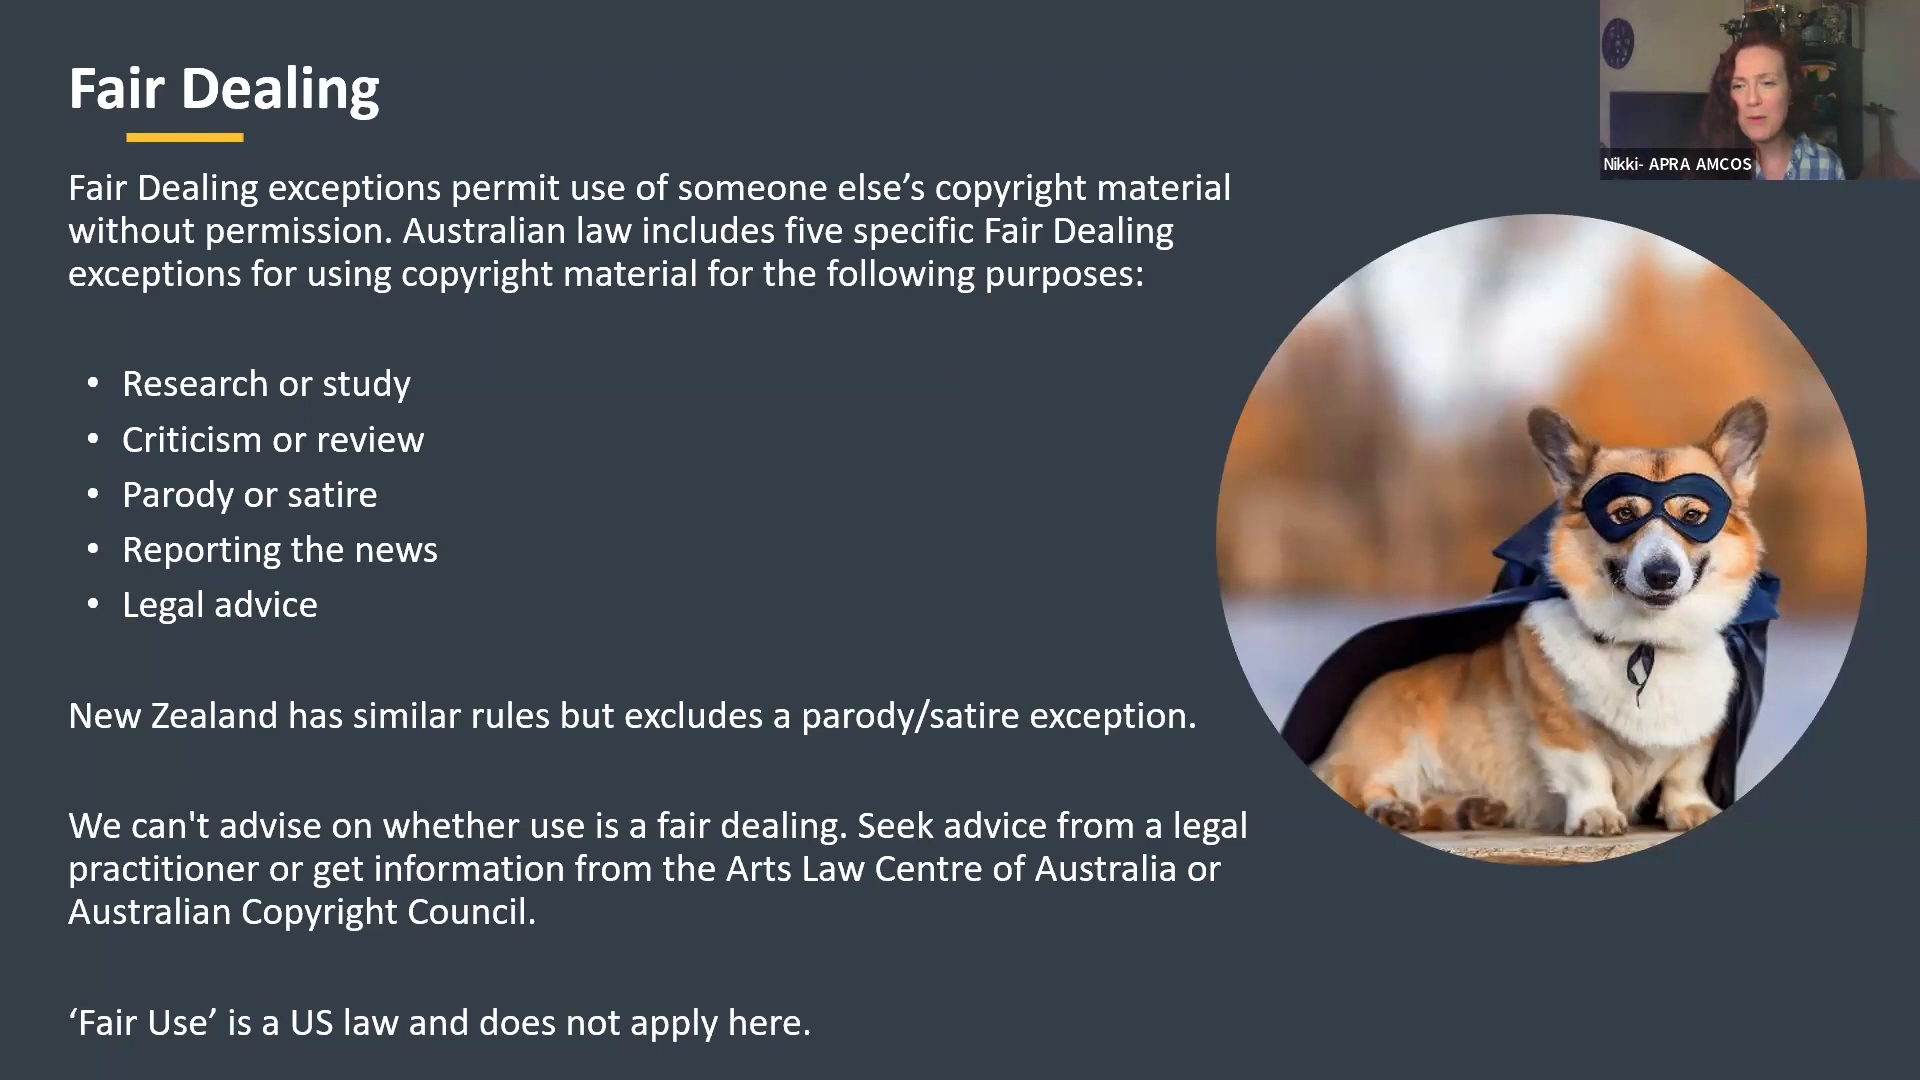 Fair Dealing
Nikki- APRA AMCOS
Fair Dealing exceptions permit use of someone else’s copyright material
without permission. Australian law includes five specific Fair Dealing
exceptions for using copyright material for the following purposes:
• Research or study
• Criticism or review
• Parody or satire
• Reporting the news
• Legal advice
New Zealand has similar rules but excludes a parody/satire exception.
We can't advise on whether use is a fair dealing. Seek advice from a legal
practitioner or get information from the Arts Law Centre of Australia or
Australian Copyright Council.
‘Fair Use’ is a US law and does not apply here.